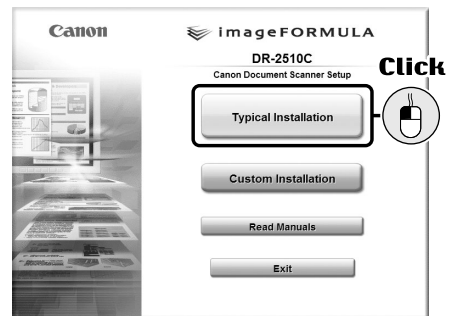 Canon
imageFORMULA
DR-2510C
Canon Document Scanner Setup
Click
Typical Installation
Custom Installation
Read Manuals
Exit